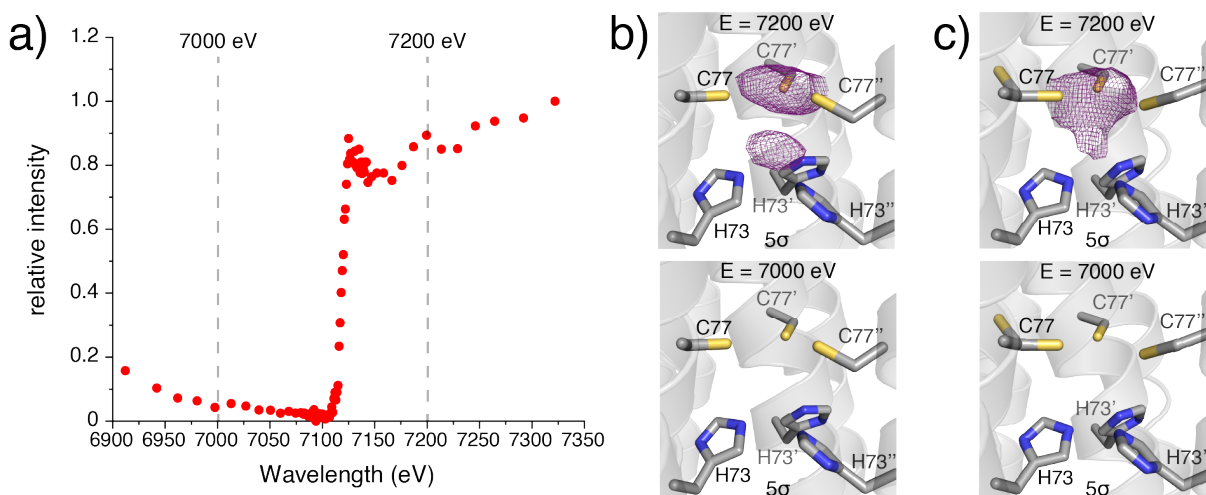 a)
1.2
1.0
0.8
0.6
0.4
0.2
0
relative intensity
7000 eV
7200 eV
6900 6950 7000 7050 7100 7150 7200 7250 7300 7350
Wavelength (eV)
b)
E = 7200 eV
C77'
C77
C77''
H73'
H73
H73''
5σ
E = 7000 eV
C77'
C77
C77''
H73'
H73
H73''
5σ
c)
E = 7200 eV
C77'
C77
C77''
H73'
H73
H73'
5σ
E = 7000 eV
C77'
C77
C77''
H73'
H73
H73'
5σ